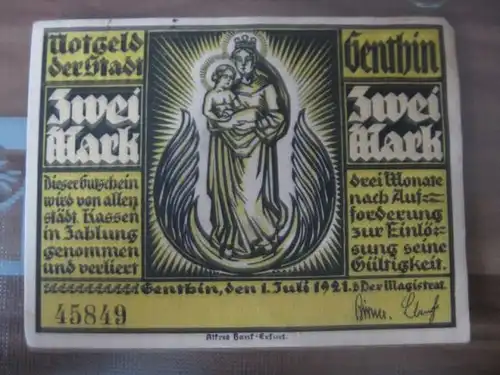 Notgeld
der Stadt
Genthin
Zwei
Mark
Zwei
Mark
Dieser Gutschein
wird von allen
städt. Kassen
in Zahlung
genommen
und verliert
drei Monate
nach Auf-
forderung
zur Einlö-
sung seine
Gültigkeit.
Genthin, den 1. Juli 1921. Der Magistrat.
45849
Alfred Hanf-Erfurt.